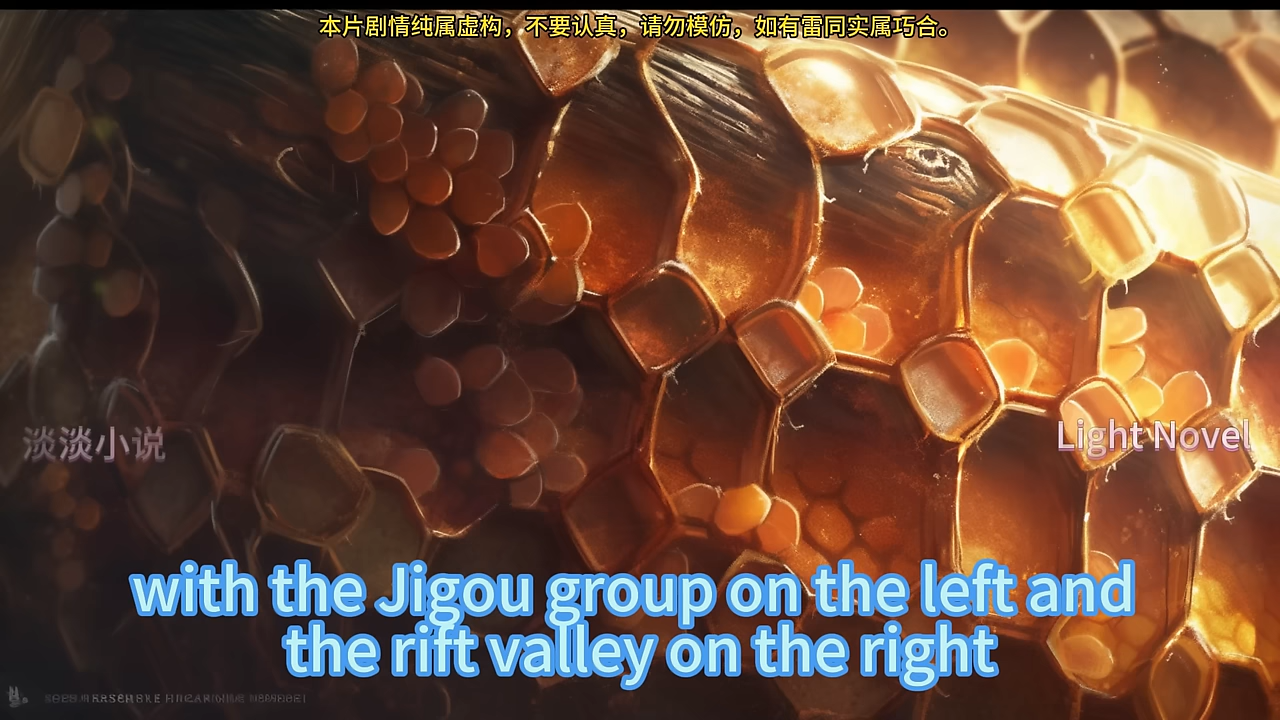 本片剧情纯属虚构，不要认真，请勿模仿，如有雷同实属巧合。
淡淡小说
Light Novel
with the Jigou group on the left and
the rift valley on the right